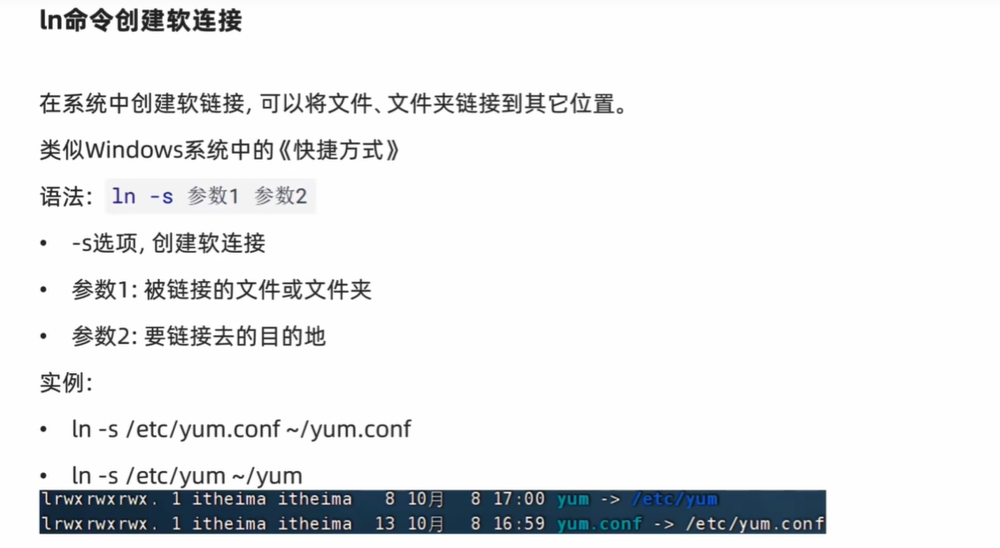 ln命令创建软连接
在系统中创建软链接, 可以将文件、文件夹链接到其它位置。
类似Windows系统中的《快捷方式》
语法: ln -s 参数1 参数2
• -s选项, 创建软连接
• 参数1: 被链接的文件或文件夹
• 参数2: 要链接去的目的地
实例:
• ln -s /etc/yum.conf ~/yum.conf
• ln -s /etc/yum ~/yum
lrwxrwxrwx. 1 itheima itheima 8 10月 8 17:00 yum -> /etc/yum
lrwxrwxrwx. 1 itheima itheima 13 10月 8 16:59 yum.conf -> /etc/yum.conf